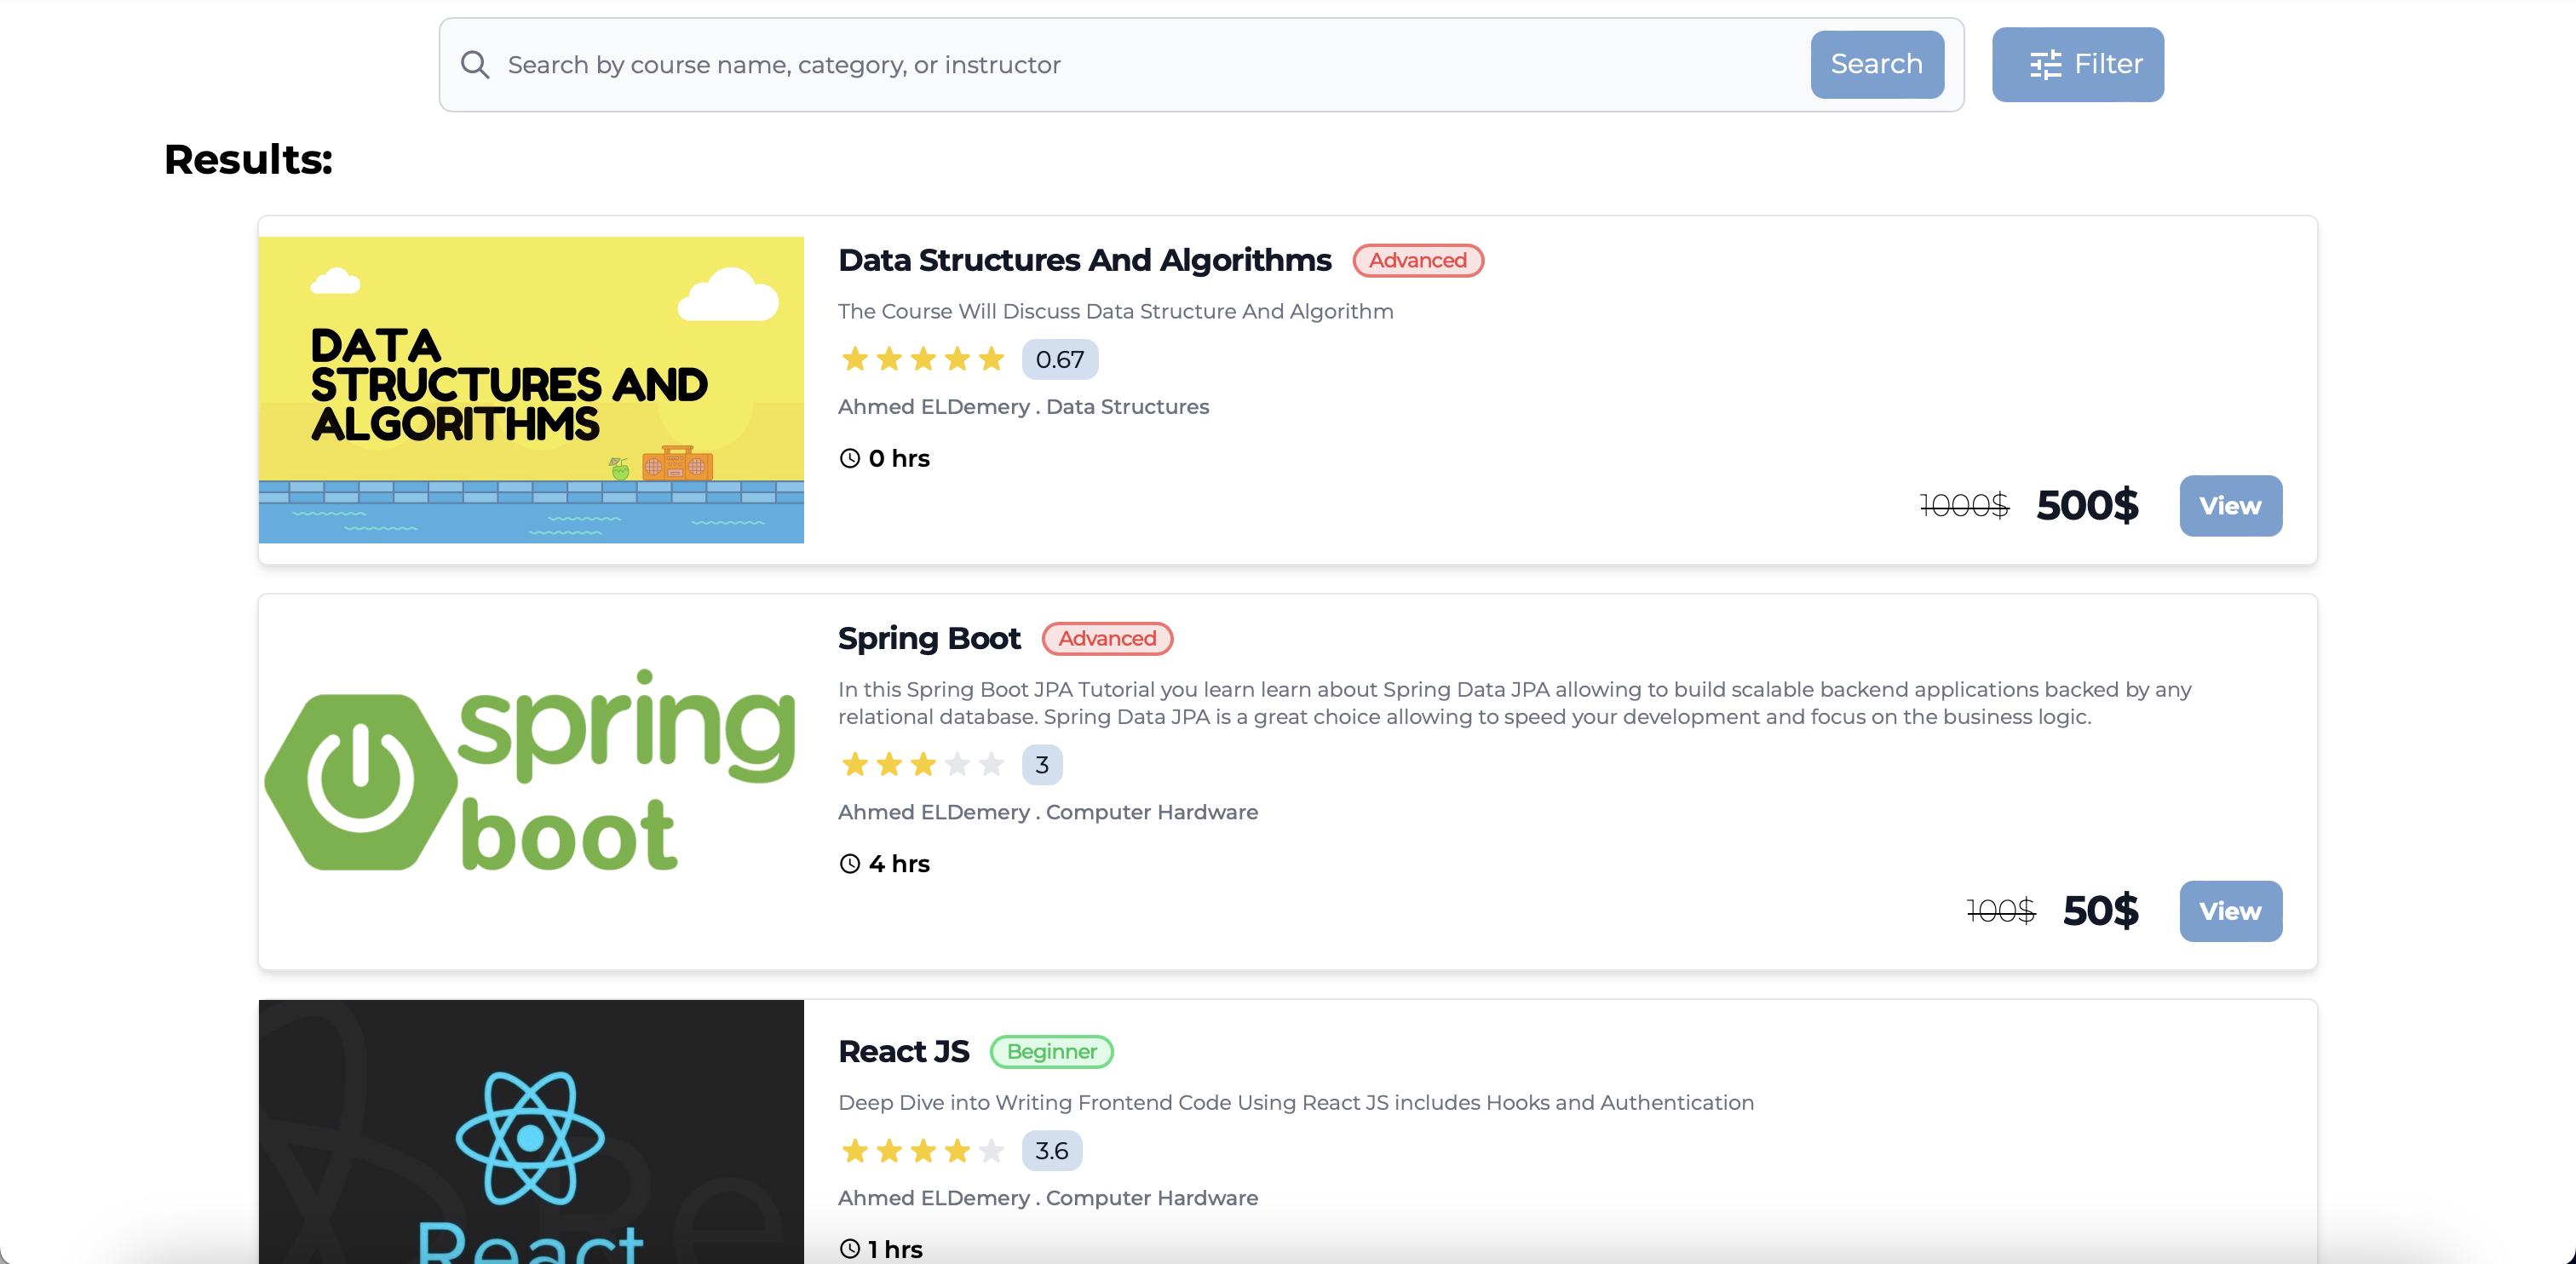 Search by course name, category, or instructor
Search
Filter
Results:
DATA
STRUCTURES AND
ALGORITHMS
Data Structures And Algorithms Advanced
The Course Will Discuss Data Structure And Algorithm
0.67
Ahmed ELDemery . Data Structures
0 hrs
1000$ 500$ View
spring
boot
Spring Boot Advanced
In this Spring Boot JPA Tutorial you learn learn about Spring Data JPA allowing to build scalable backend applications backed by any
relational database. Spring Data JPA is a great choice allowing to speed your development and focus on the business logic.
3
Ahmed ELDemery . Computer Hardware
4 hrs
100$ 50$ View
React
React JS Beginner
Deep Dive into Writing Frontend Code Using React JS includes Hooks and Authentication
3.6
Ahmed ELDemery . Computer Hardware
1 hrs